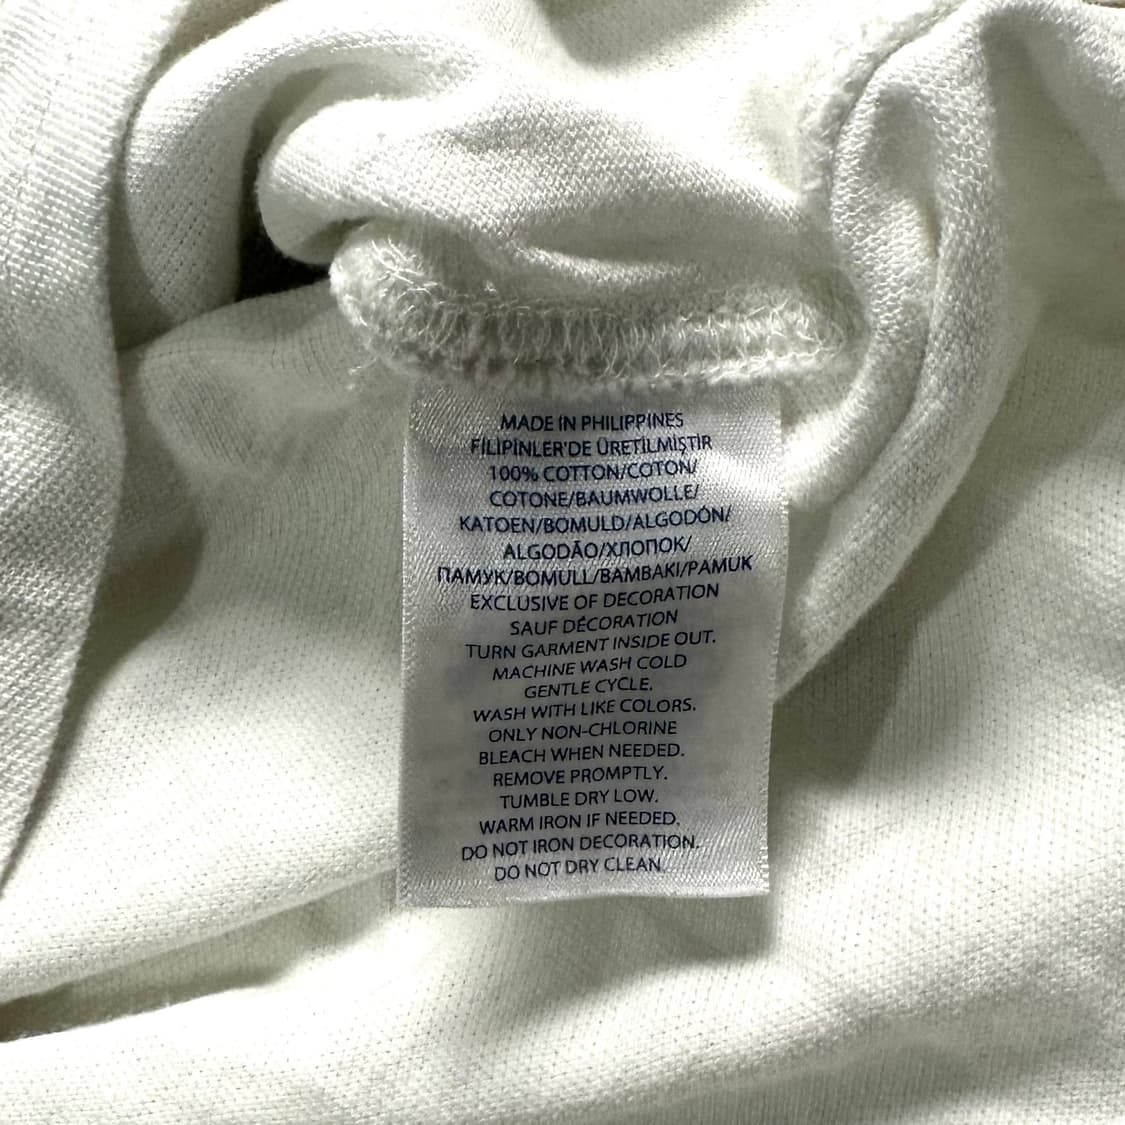 MADE IN PHILIPPINES
FİLİPİNLER'DE ÜRETİLMİŞTİR
100% COTTON/COTON/
COTONE/BAUMWOLLE/
KATOEN/BOMULD/ALGODÓN/
ALGODÃO/ХЛОПОК/
ПАМУК/BOMULL/BAMBAKI/PAMUK
EXCLUSIVE OF DECORATION
SAUF DÉCORATION
TURN GARMENT INSIDE OUT.
MACHINE WASH COLD
GENTLE CYCLE.
WASH WITH LIKE COLORS.
ONLY NON-CHLORINE
BLEACH WHEN NEEDED.
REMOVE PROMPTLY.
TUMBLE DRY LOW.
WARM IRON IF NEEDED.
DO NOT IRON DECORATION.
DO NOT DRY CLEAN.